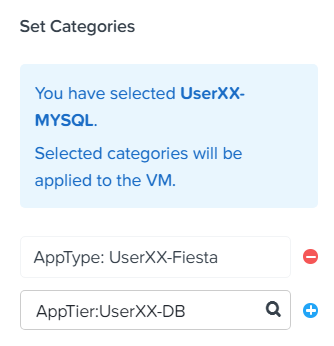 Set Categories
You have selected UserXX-
MYSQL.
Selected categories will be
applied to the VM.
AppType: UserXX-Fiesta
AppTier:UserXX-DB